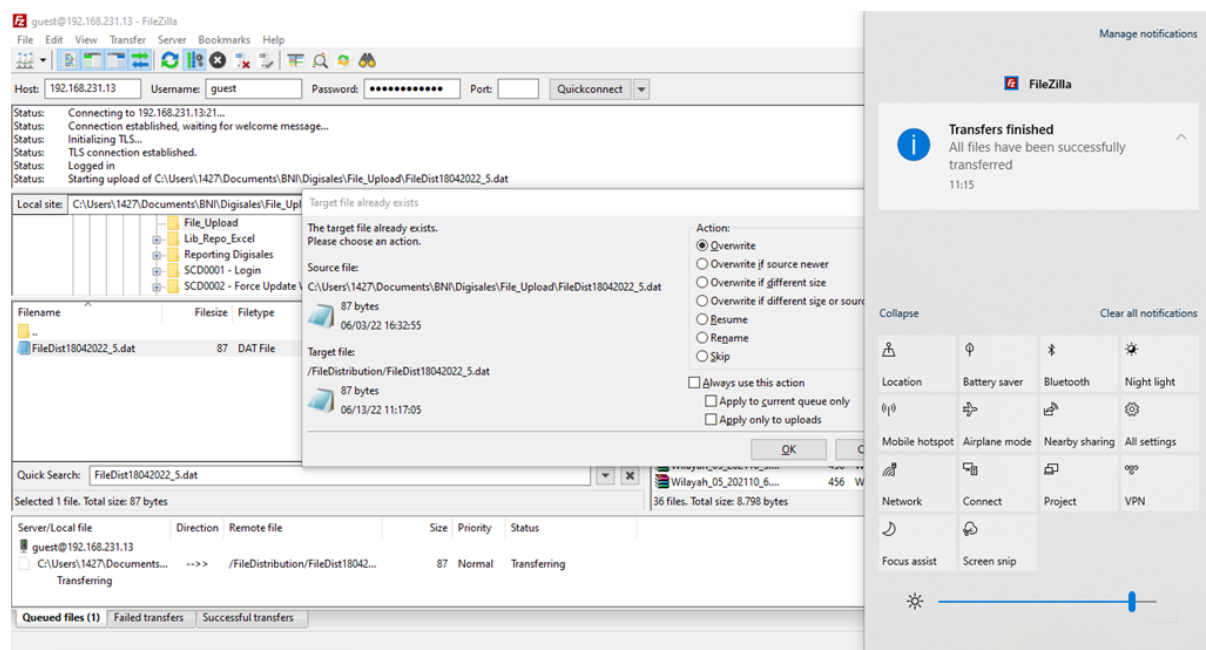 guest@192.168.231.13 - FileZilla
File Edit View Transfer Server Bookmarks Help
Host: 192.168.231.13 Username: guest Password: ●●●●●●●●●●●● Port: Quickconnect
Status: Connecting to 192.168.231.13:21...
Status: Connection established, waiting for welcome message...
Status: Initializing TLS...
Status: TLS connection established.
Status: Logged in
Status: Starting upload of C:\Users\1427\Documents\BNI\Digisales\File_Upload\FileDist18042022_5.dat
Local site: C:\Users\1427\Documents\BNI\Digisales\File_Upl
File_Upload
Lib_Repo_Excel
Reporting Digisales
SCD0001 - Login
SCD0002 - Force Update V
Filename Filesize Filetype
..
FileDist18042022_5.dat 87 DAT File
Target file already exists
The target file already exists.
Please choose an action.
Source file:
C:\Users\1427\Documents\BNI\Digisales\File_Upload\FileDist18042022_5.dat
87 bytes
06/03/22 16:32:55
Target file:
/FileDistribution/FileDist18042022_5.dat
87 bytes
06/13/22 11:17:05
Action:
Overwrite
Overwrite if source newer
Overwrite if different size
Overwrite if different size or sourc
Resume
Rename
Skip
Always use this action
Apply to current queue only
Apply only to uploads
OK C
Quick Search: FileDist18042022_5.dat
Selected 1 file. Total size: 87 bytes
Wilayah_05_202110_6.... 456 W
36 files. Total size: 8.798 bytes
Server/Local file Direction Remote file Size Priority Status
guest@192.168.231.13
C:\Users\1427\Documents... -->> /FileDistribution/FileDist18042... 87 Normal Transferring
Transferring
Queued files (1) Failed transfers Successful transfers
Manage notifications
FileZilla
Transfers finished
All files have been successfully
transferred
11:15
Collapse Clear all notifications
Location Battery saver Bluetooth Night light
Mobile hotspot Airplane mode Nearby sharing All settings
Network Connect Project VPN
Focus assist Screen snip